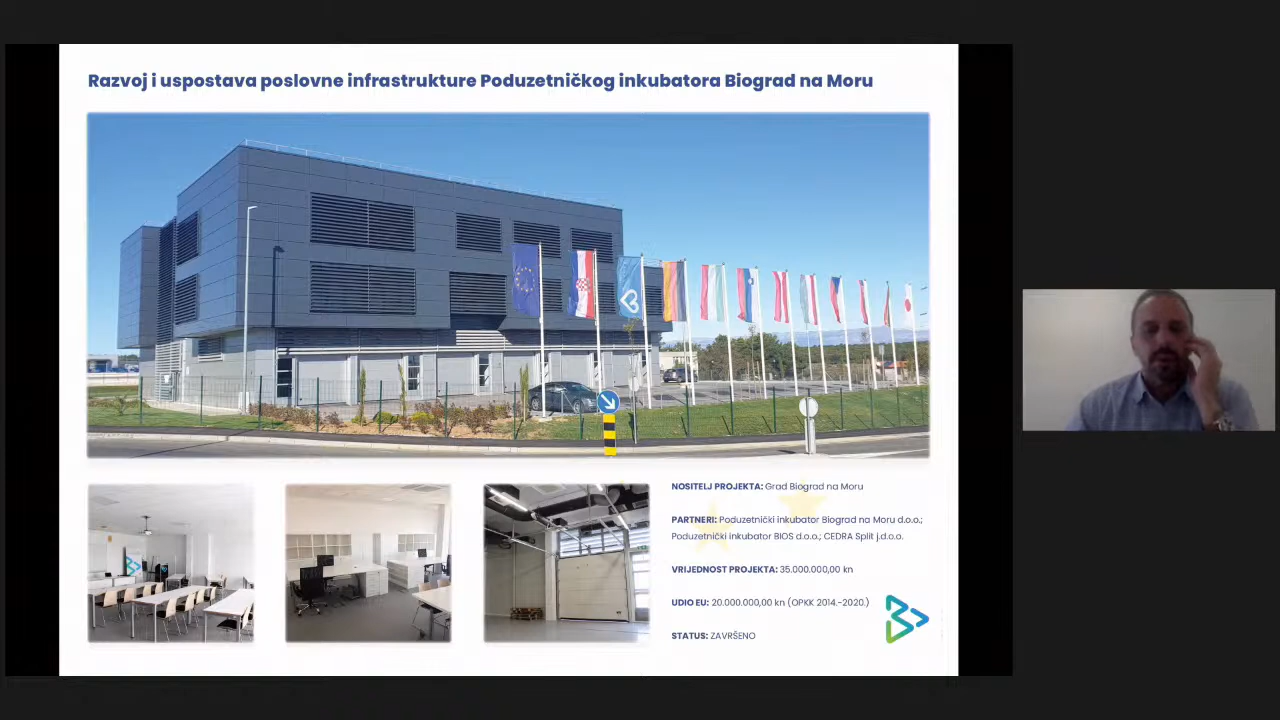 Razvoj i uspostava poslovne infrastrukture Poduzetničkog inkubatora Biograd na Moru
NOSITELJ PROJEKTA: Grad Biograd na Moru
PARTNERI: Poduzetnički inkubator Biograd na Moru d.o.o.;
Poduzetnički inkubator BIOS d.o.o.; CEDRA Split j.d.o.o.
VRIJEDNOST PROJEKTA: 35.000.000,00 kn
UDIO EU: 20.000.000,00 kn (OPKK 2014.-2020.)
STATUS: ZAVRŠENO